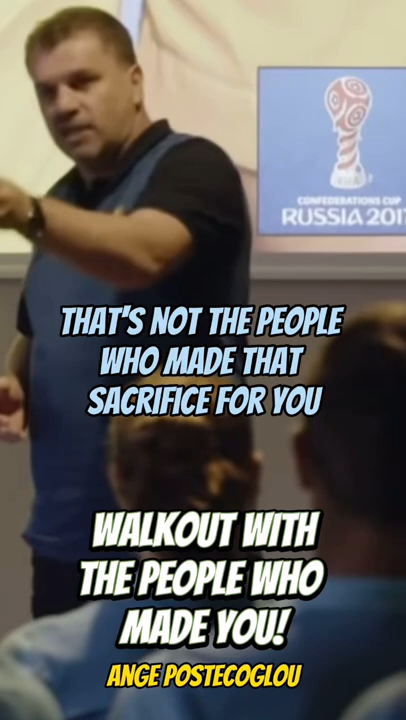 CONFEDERATIONS CUP
RUSSIA 2017
THAT'S NOT THE PEOPLE
WHO MADE THAT
SACRIFICE FOR YOU
WALKOUT WITH
THE PEOPLE WHO
MADE YOU!
ANGE POSTECOGLOU